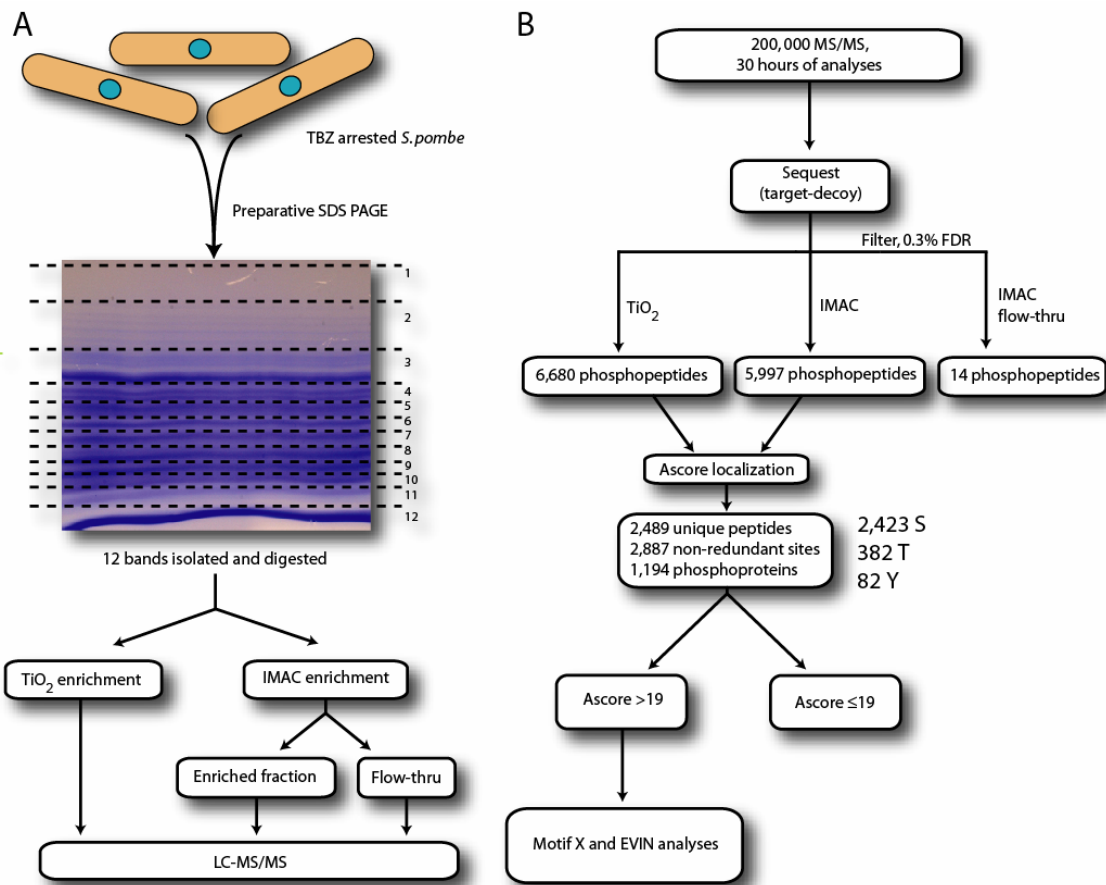 A
TBZ arrested S. pombe
Preparative SDS PAGE
1
2
3
4
5
6
7
8
9
10
11
12
12 bands isolated and digested
TiO2 enrichment
IMAC enrichment
Enriched fraction
Flow-thru
LC-MS/MS
B
200,000 MS/MS,
30 hours of analyses
Sequest
(target-decoy)
Filter, 0.3% FDR
TiO2
IMAC
IMAC
flow-thru
6,680 phosphopeptides
5,997 phosphopeptides
14 phosphopeptides
Ascore localization
2,489 unique peptides
2,887 non-redundant sites
1,194 phosphoproteins
2,423 S
382 T
82 Y
Ascore >19
Ascore ≤19
Motif X and EVIN analyses